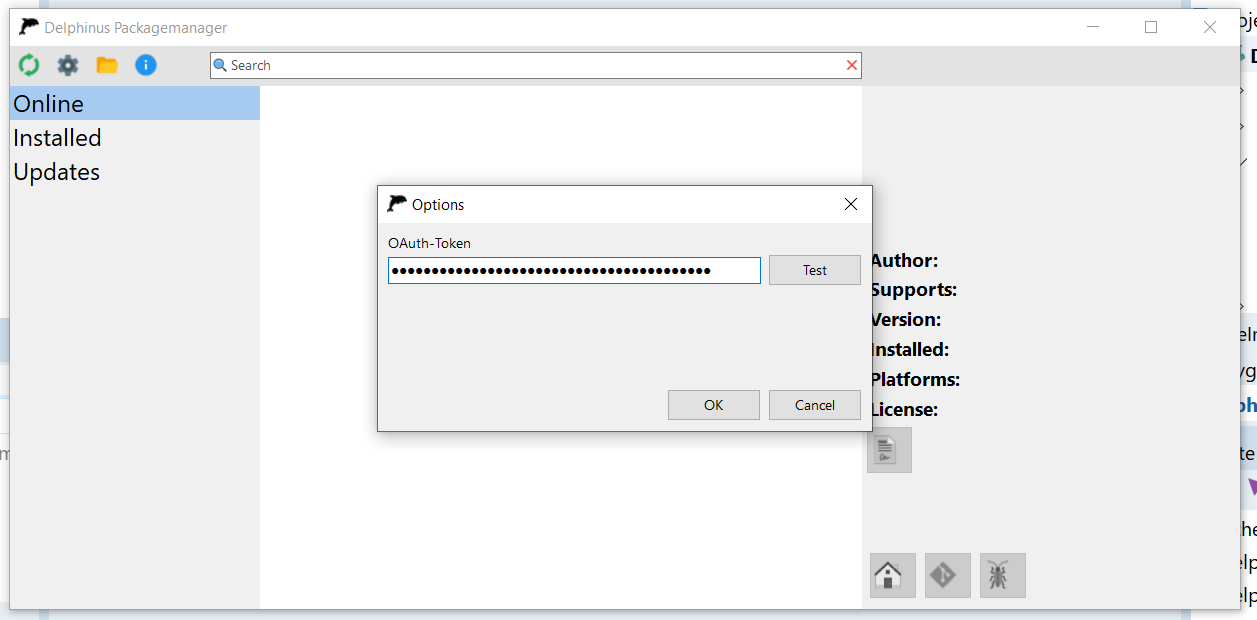 Delphinus Packagemanager
Search
Online
Installed
Updates
Options
OAuth-Token
●●●●●●●●●●●●●●●●●●●●●●●●●●●●●●●●●●●●●●●●
Test
OK
Cancel
Author:
Supports:
Version:
Installed:
Platforms:
License: